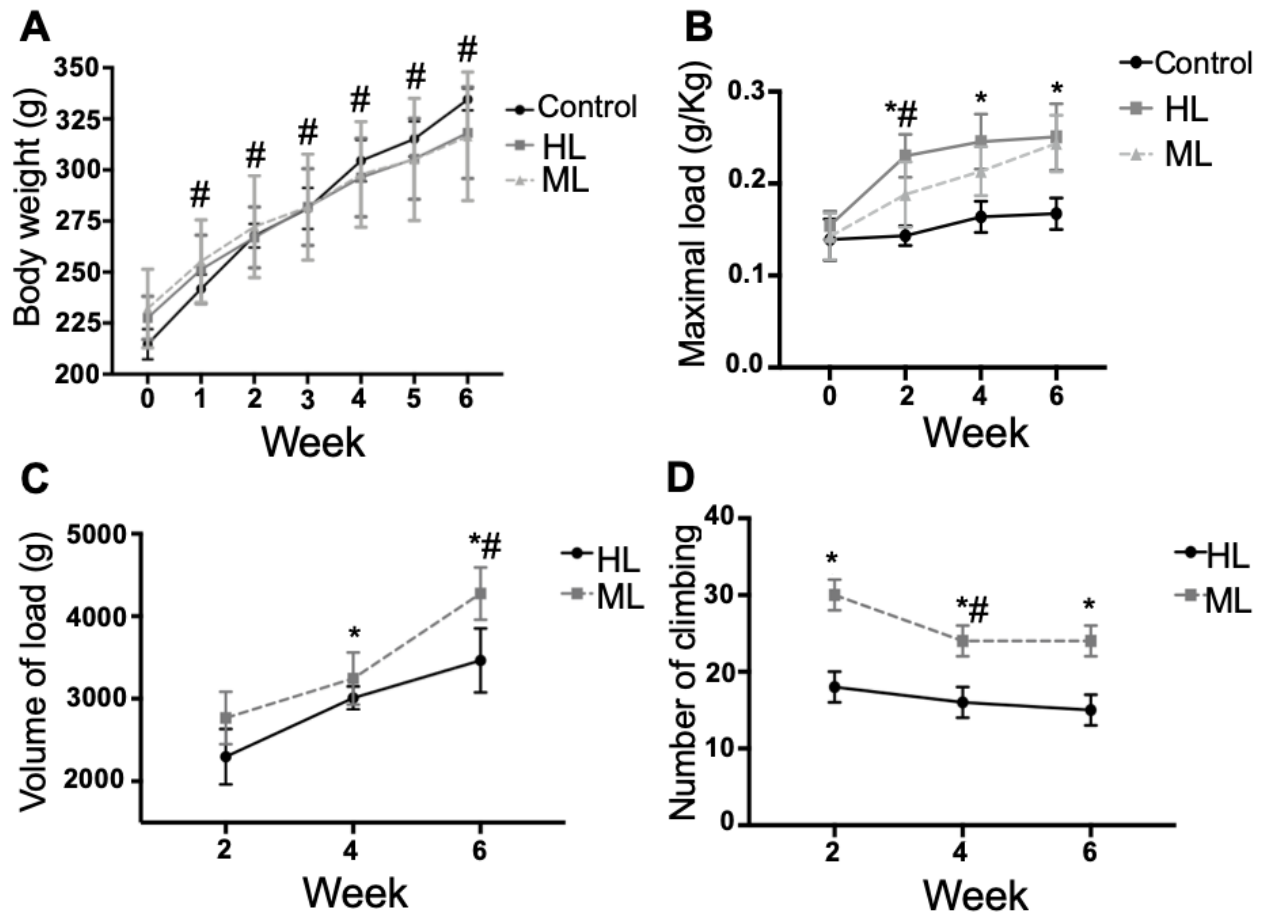 A
Body weight (g)
350
325
300
275
250
225
200
# # # # # #
0 1 2 3 4 5 6
Week
Control
HL
ML
B
Maximal load (g/Kg)
0.3
0.2
0.1
0.0
*# * *
0 2 4 6
Week
Control
HL
ML
C
Volume of load (g)
5000
4000
3000
2000
* *#
2 4 6
Week
HL
ML
D
Number of climbing
40
30
20
10
0
* *# *
2 4 6
Week
HL
ML